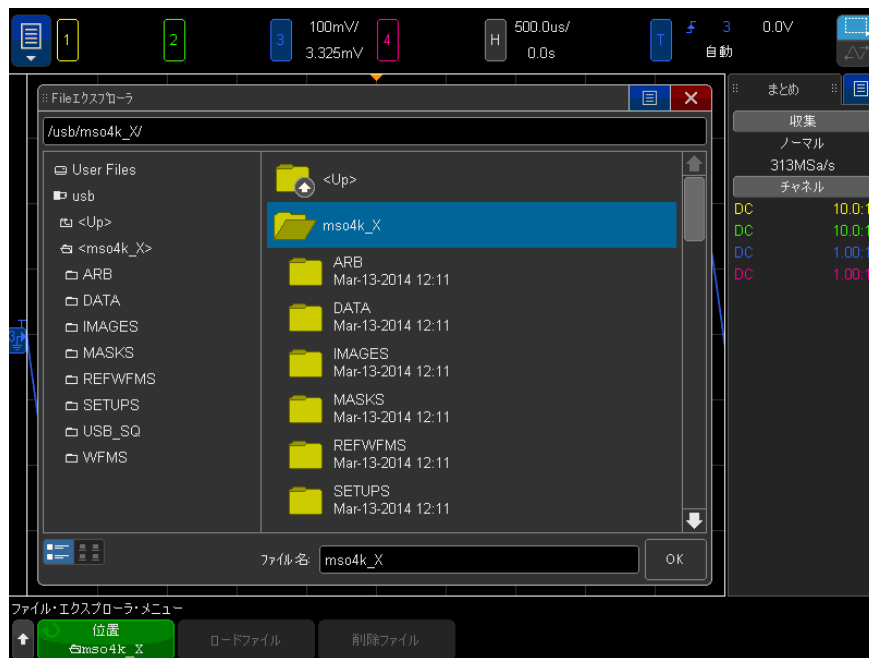 1
2
3
100mV/
3.325mV
4
H
500.0us/
0.0s
T
3
0.0V
自動
Fileｴｸｽﾌﾟﾛｰﾗ
/usb/mso4k_X/
User Files
usb
<Up>
<mso4k_X>
ARB
DATA
IMAGES
MASKS
REFWFMS
SETUPS
USB_SQ
WFMS
<Up>
mso4k_X
ARB
Mar-13-2014 12:11
DATA
Mar-13-2014 12:11
IMAGES
Mar-13-2014 12:11
MASKS
Mar-13-2014 12:11
REFWFMS
Mar-13-2014 12:11
SETUPS
Mar-13-2014 12:11
ﾌｧｲﾙ名:
mso4k_X
OK
まとめ
収集
ノーマル
313MSa/s
チャネル
DC 10.0:1
DC 10.0:1
DC 1.00:1
DC 1.00:1
3
ファイル・エクスプローラ・メニュー
位置
mso4k_X
ロードファイル
削除ファイル